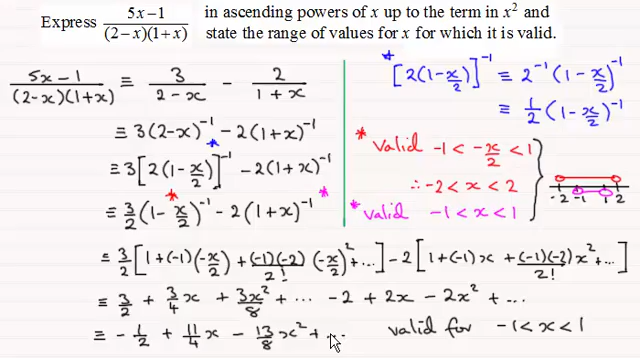 Express (5x−1)/((2−x)(1+x)) in ascending powers of x up to the term in x² and
state the range of values for x for which it is valid.
(5x−1)/((2−x)(1+x)) ≡ 3/(2−x) − 2/(1+x)
≡ 3(2−x)⁻¹ − 2(1+x)⁻¹
≡ 3[2(1−x/2)]⁻¹ − 2(1+x)⁻¹
≡ 3/2(1−x/2)⁻¹ − 2(1+x)⁻¹
* [2(1−x/2)]⁻¹ ≡ 2⁻¹(1−x/2)⁻¹
≡ 1/2(1−x/2)⁻¹
* Valid −1 < −x/2 < 1
∴ −2 < x < 2
* Valid −1 < x < 1
-2 -1 1 2
≡ 3/2[1+(−1)(−x/2) + (−1)(−2)/2! (−x/2)² + ...] − 2[1+(−1)x + (−1)(−2)/2! x² + ...]
≡ 3/2 + 3/4x + 3x²/8 + ... − 2 + 2x − 2x² + ...
≡ −1/2 + 11/4x − 13/8x² + ... valid for −1 < x < 1